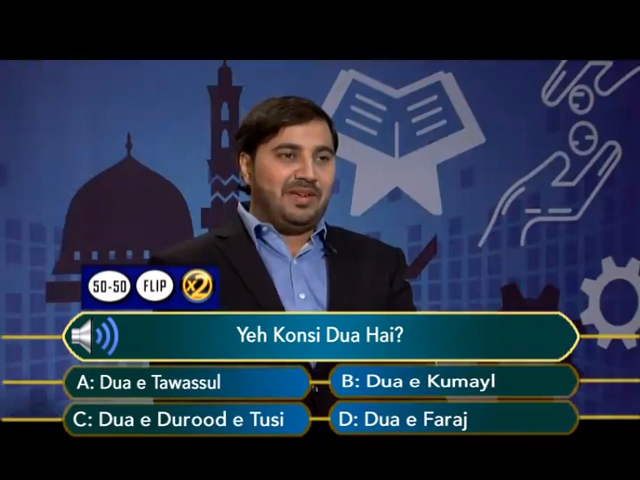 50-50 FLIP x2
Yeh Konsi Dua Hai?
A: Dua e Tawassul
B: Dua e Kumayl
C: Dua e Durood e Tusi
D: Dua e Faraj